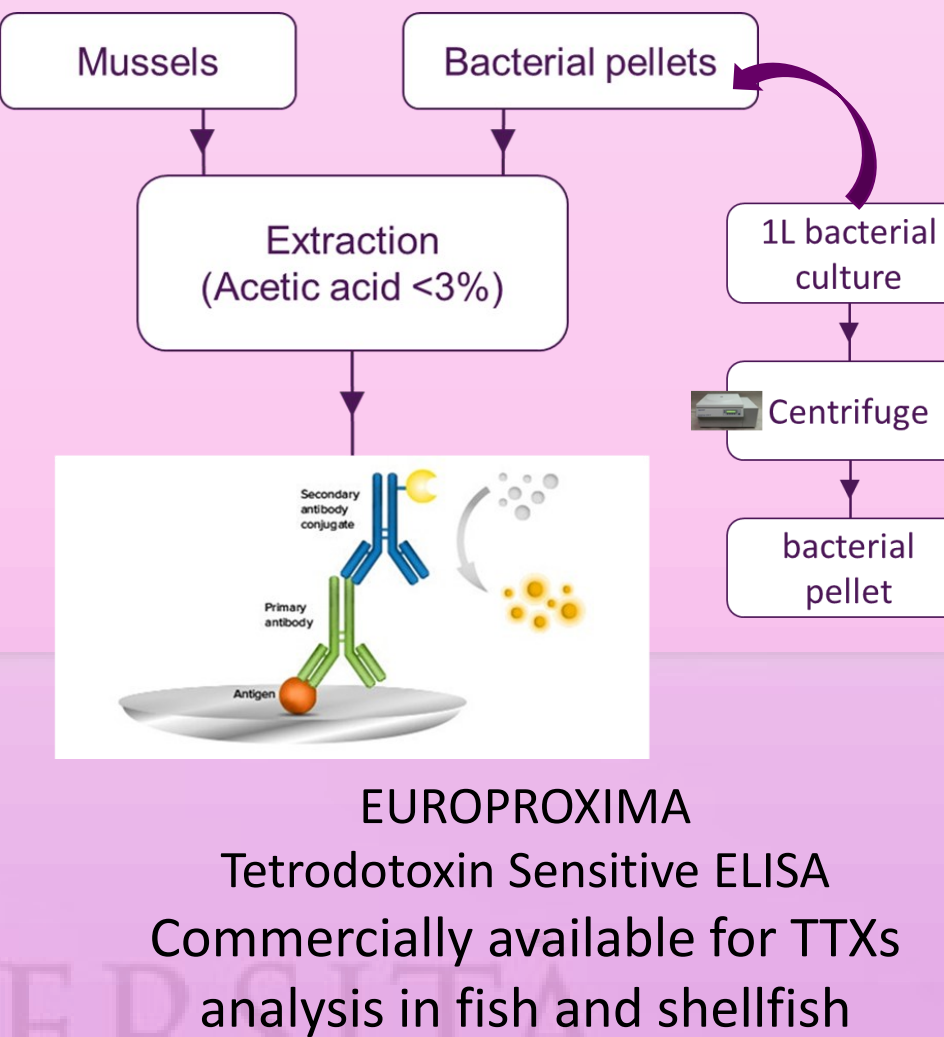 Mussels
Bacterial pellets
Extraction
(Acetic acid <3%)
1L bacterial
culture
Centrifuge
bacterial
pellet
Secondary
antibody
conjugate
Primary
antibody
Antigen
EUROPROXIMA
Tetrodotoxin Sensitive ELISA
Commercially available for TTXs
analysis in fish and shellfish
ERSITA